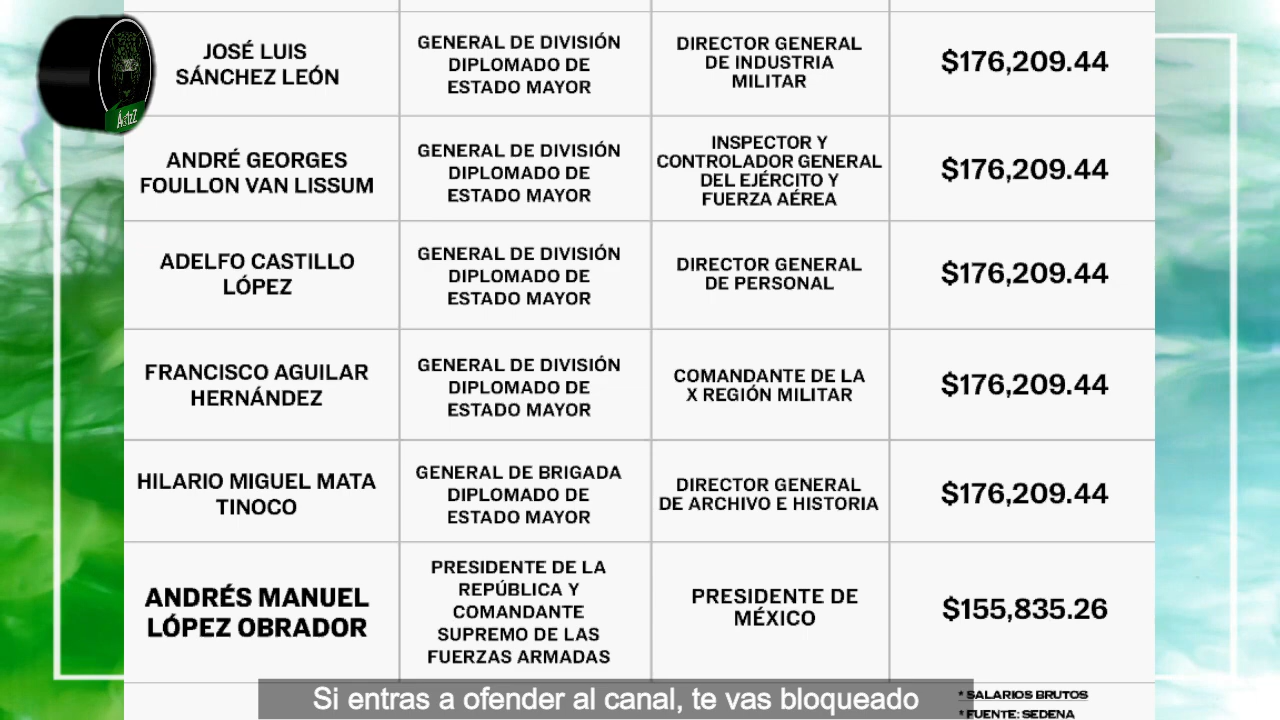 JOSÉ LUIS
SÁNCHEZ LEÓN
GENERAL DE DIVISIÓN
DIPLOMADO DE
ESTADO MAYOR
DIRECTOR GENERAL
DE INDUSTRIA
MILITAR
$176,209.44
ANDRÉ GEORGES
FOULLON VAN LISSUM
GENERAL DE DIVISIÓN
DIPLOMADO DE
ESTADO MAYOR
INSPECTOR Y
CONTROLADOR GENERAL
DEL EJÉRCITO Y
FUERZA AÉREA
$176,209.44
ADELFO CASTILLO
LÓPEZ
GENERAL DE DIVISIÓN
DIPLOMADO DE
ESTADO MAYOR
DIRECTOR GENERAL
DE PERSONAL
$176,209.44
FRANCISCO AGUILAR
HERNÁNDEZ
GENERAL DE DIVISIÓN
DIPLOMADO DE
ESTADO MAYOR
COMANDANTE DE LA
X REGIÓN MILITAR
$176,209.44
HILARIO MIGUEL MATA
TINOCO
GENERAL DE BRIGADA
DIPLOMADO DE
ESTADO MAYOR
DIRECTOR GENERAL
DE ARCHIVO E HISTORIA
$176,209.44
ANDRÉS MANUEL
LÓPEZ OBRADOR
PRESIDENTE DE LA
REPÚBLICA Y
COMANDANTE
SUPREMO DE LAS
FUERZAS ARMADAS
PRESIDENTE DE
MÉXICO
$155,835.26
Si entras a ofender al canal, te vas bloqueado
* SALARIOS BRUTOS
* FUENTE: SEDENA